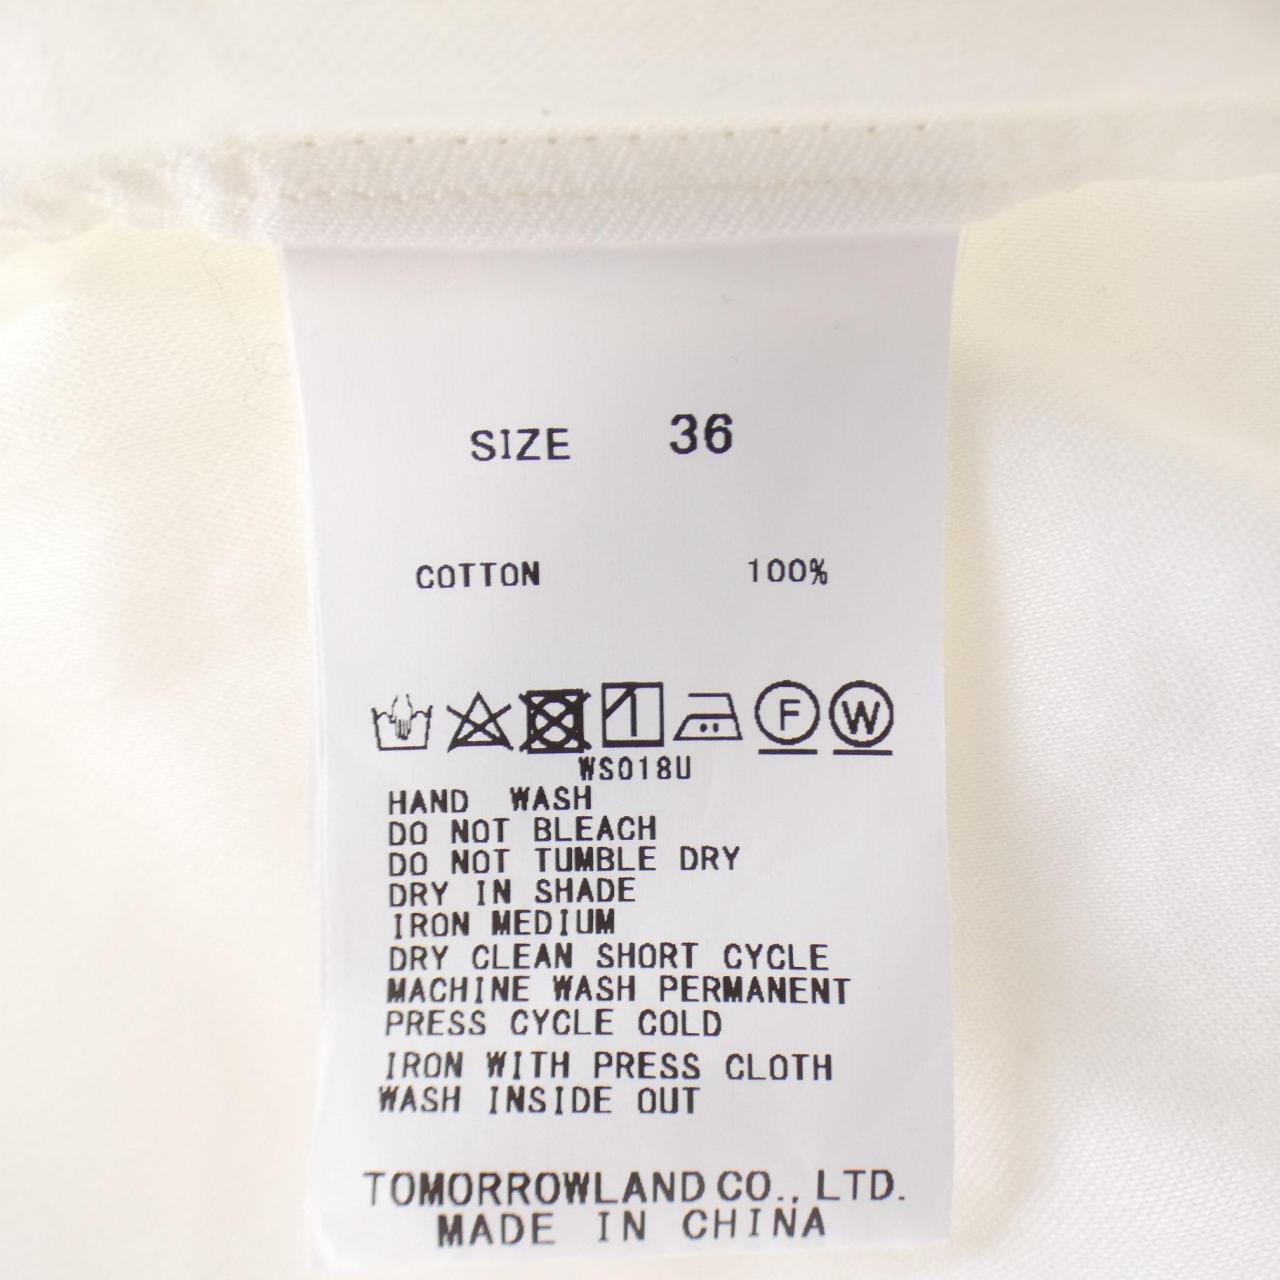 SIZE 36
COTTON 100%
F W
WS018U
HAND WASH
DO NOT BLEACH
DO NOT TUMBLE DRY
DRY IN SHADE
IRON MEDIUM
DRY CLEAN SHORT CYCLE
MACHINE WASH PERMANENT
PRESS CYCLE COLD
IRON WITH PRESS CLOTH
WASH INSIDE OUT
TOMORROWLAND CO., LTD.
MADE IN CHINA